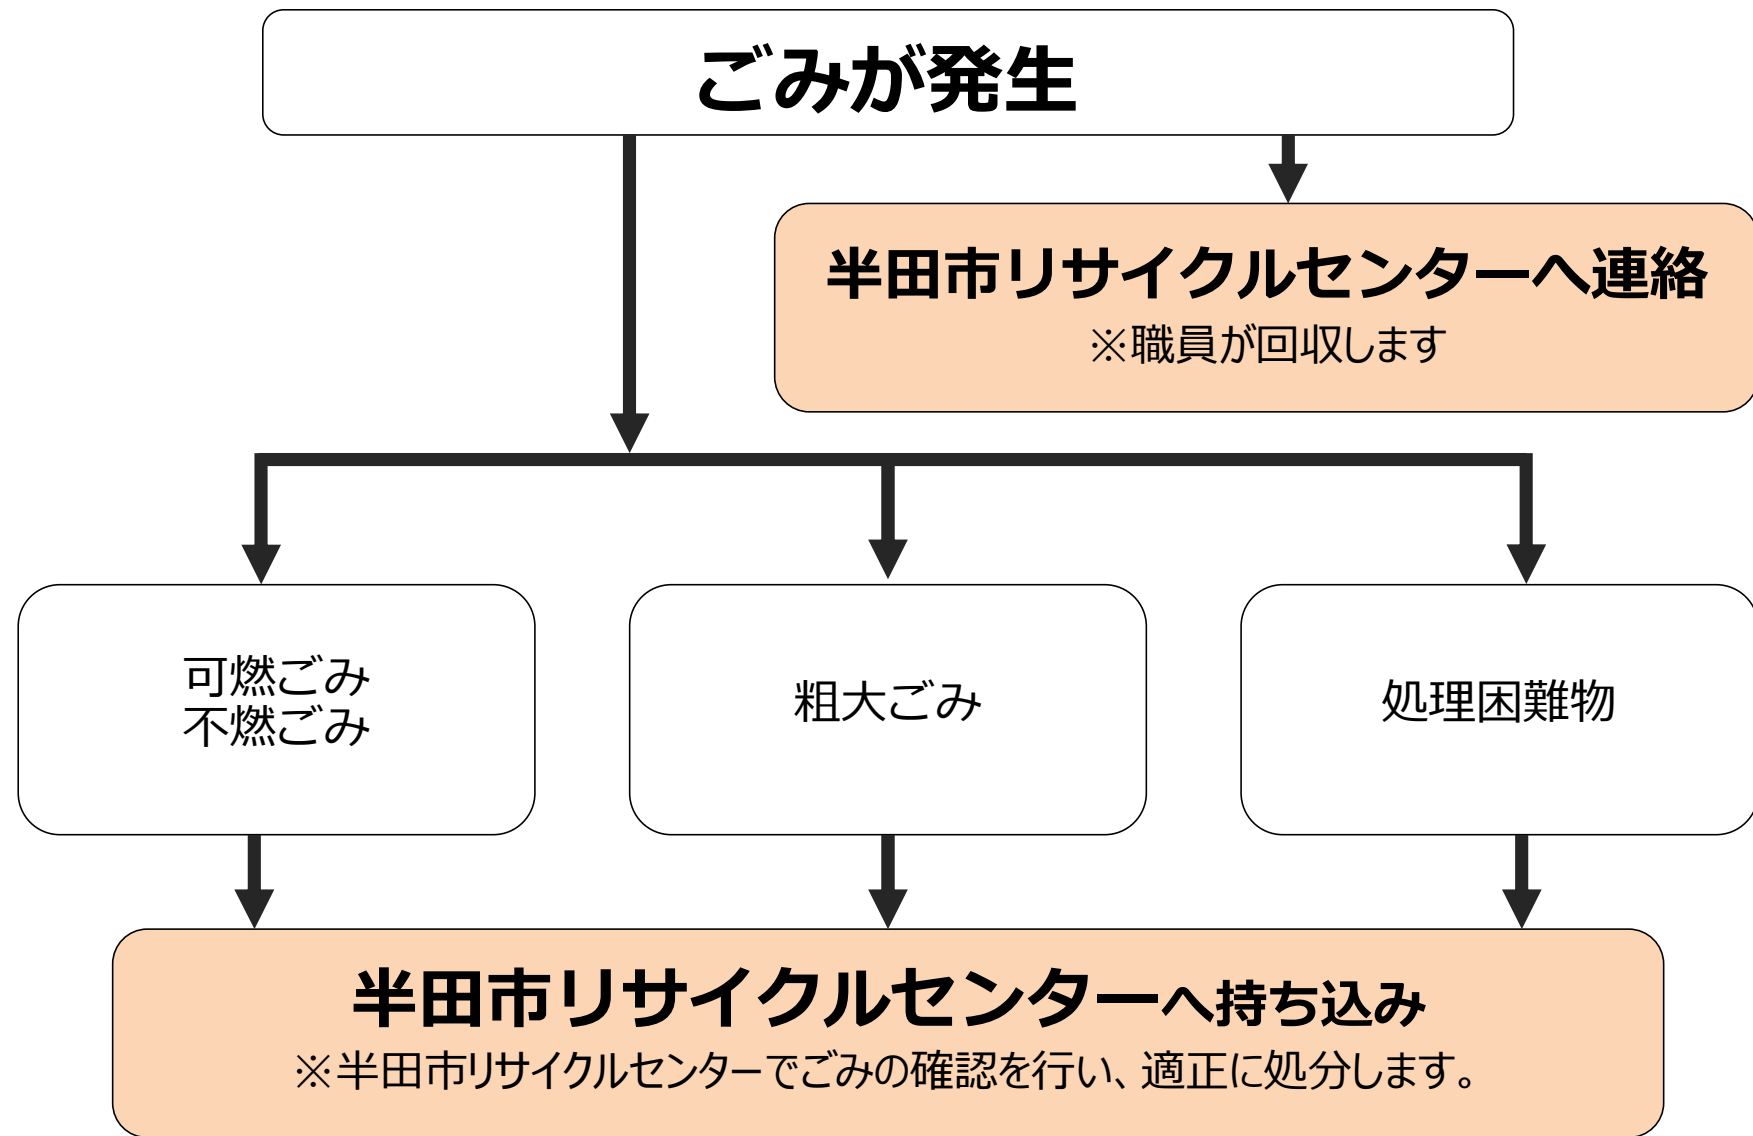 ごみが発生
半田市リサイクルセンターへ連絡
※職員が回収します
可燃ごみ
不燃ごみ
粗大ごみ
処理困難物
半田市リサイクルセンターへ持ち込み
※半田市リサイクルセンターでごみの確認を行い、適正に処分します。